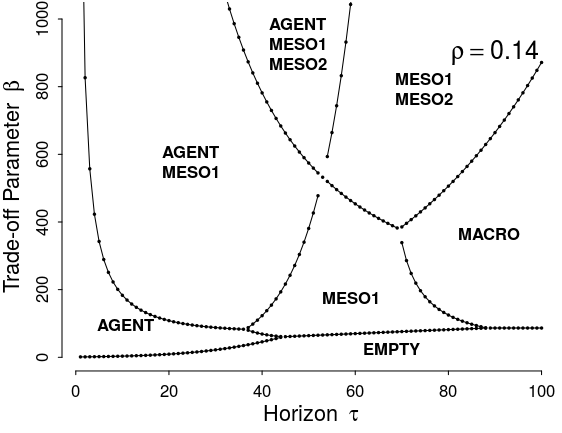 1000
800
600
400
200
0
Trade-off Parameter β
AGENT
MESO1
MESO2
ρ = 0.14
MESO1
MESO2
AGENT
MESO1
MACRO
MESO1
AGENT
EMPTY
0 20 40 60 80 100
Horizon τ